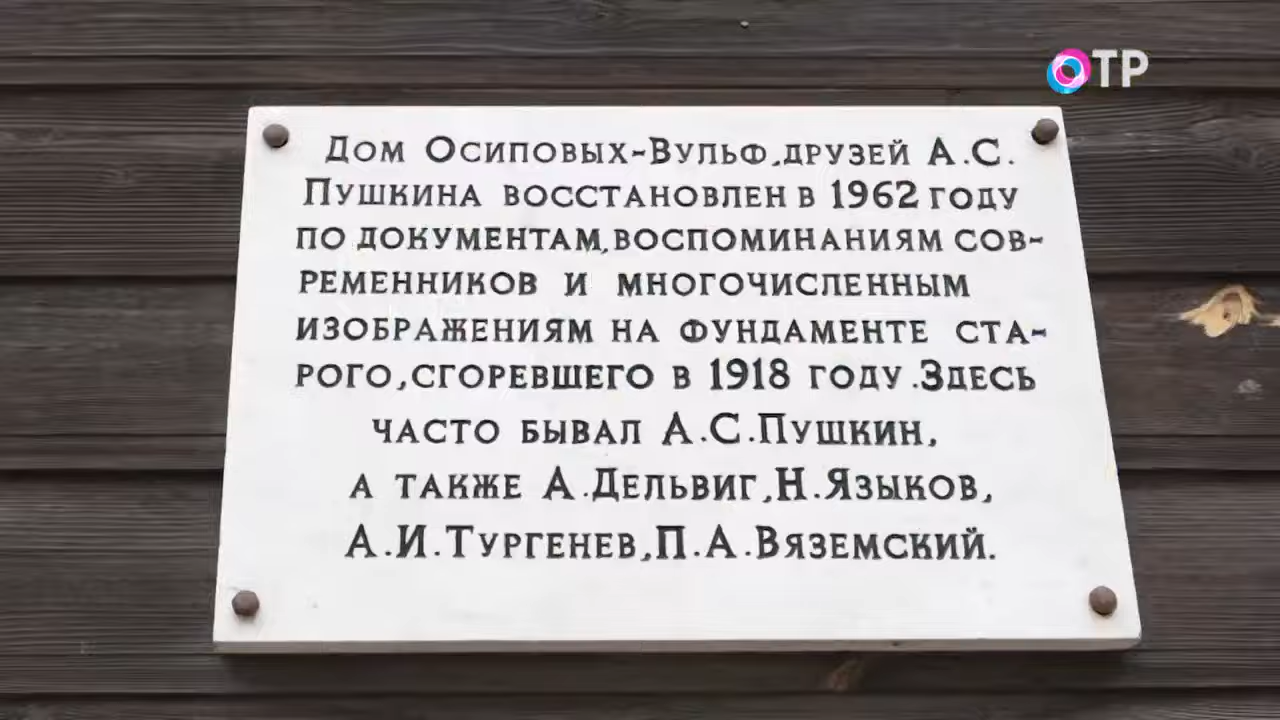 ОТР
Дом Осиповых-Вульф, друзей А.С.
Пушкина восстановлен в 1962 году
по документам, воспоминаниям сов-
ременников и многочисленным
изображениям на фундаменте ста-
рого, сгоревшего в 1918 году. Здесь
часто бывал А.С. Пушкин,
а также А. Дельвиг, Н. Языков,
А.И. Тургенев, П.А. Вяземский.